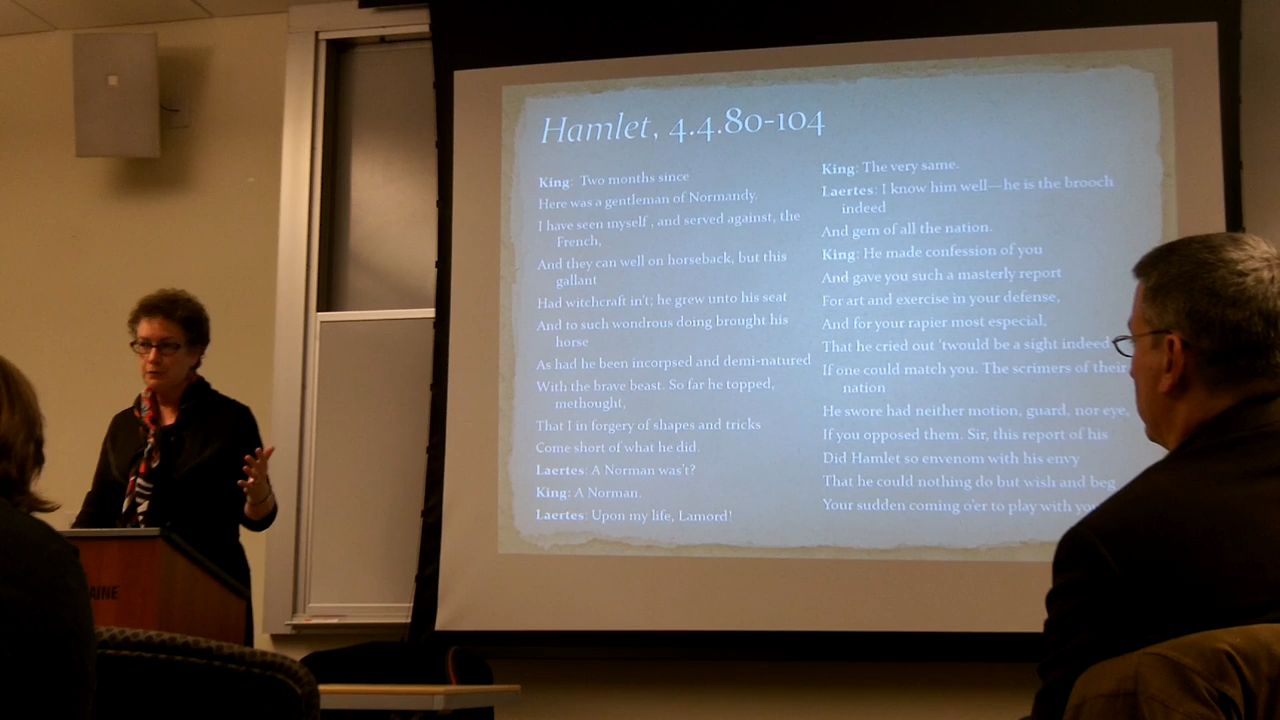 Hamlet, 4.4.80-104
King: Two months since
Here was a gentleman of Normandy.
I have seen myself , and served against, the
French,
And they can well on horseback, but this
gallant
Had witchcraft in't; he grew unto his seat
And to such wondrous doing brought his
horse
As had he been incorpsed and demi-natured
With the brave beast. So far he topped,
methought,
That I in forgery of shapes and tricks
Come short of what he did.
Laertes: A Norman was't?
King: A Norman.
Laertes: Upon my life, Lamord!
King: The very same.
Laertes: I know him well—he is the brooch
indeed
And gem of all the nation.
King: He made confession of you
And gave you such a masterly report
For art and exercise in your defense,
And for your rapier most especial,
That he cried out 'twould be a sight indeed
If one could match you. The scrimers of their
nation
He swore had neither motion, guard, nor eye,
If you opposed them. Sir, this report of his
Did Hamlet so envenom with his envy
That he could nothing do but wish and beg
Your sudden coming o'er to play with yo
AINE